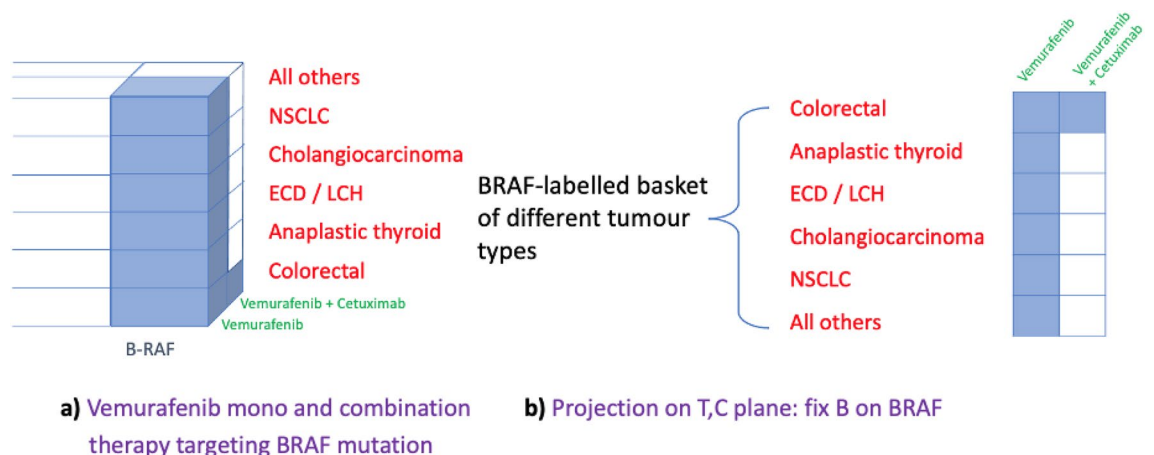 All others
NSCLC
Cholangiocarcinoma
ECD / LCH
Anaplastic thyroid
Colorectal
Vemurafenib + Cetuximab
Vemurafenib
B-RAF
BRAF-labelled basket
of different tumour
types
Colorectal
Anaplastic thyroid
ECD / LCH
Cholangiocarcinoma
NSCLC
All others
Vemurafenib
Vemurafenib
+ Cetuximab
a) Vemurafenib mono and combination
therapy targeting BRAF mutation
b) Projection on T,C plane: fix B on BRAF